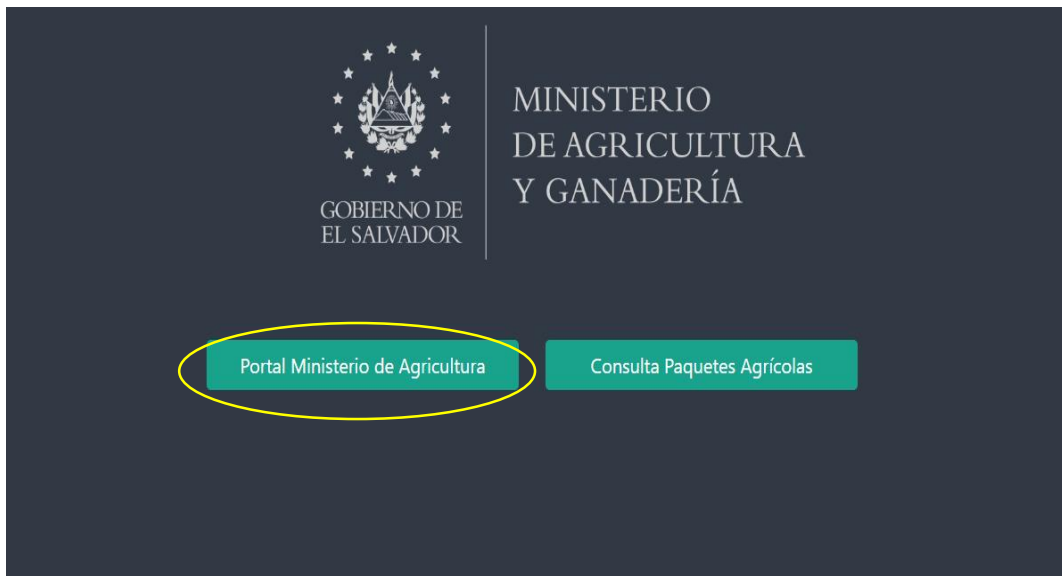 GOBIERNO DE
EL SALVADOR
MINISTERIO
DE AGRICULTURA
Y GANADERÍA
Portal Ministerio de Agricultura
Consulta Paquetes Agrícolas